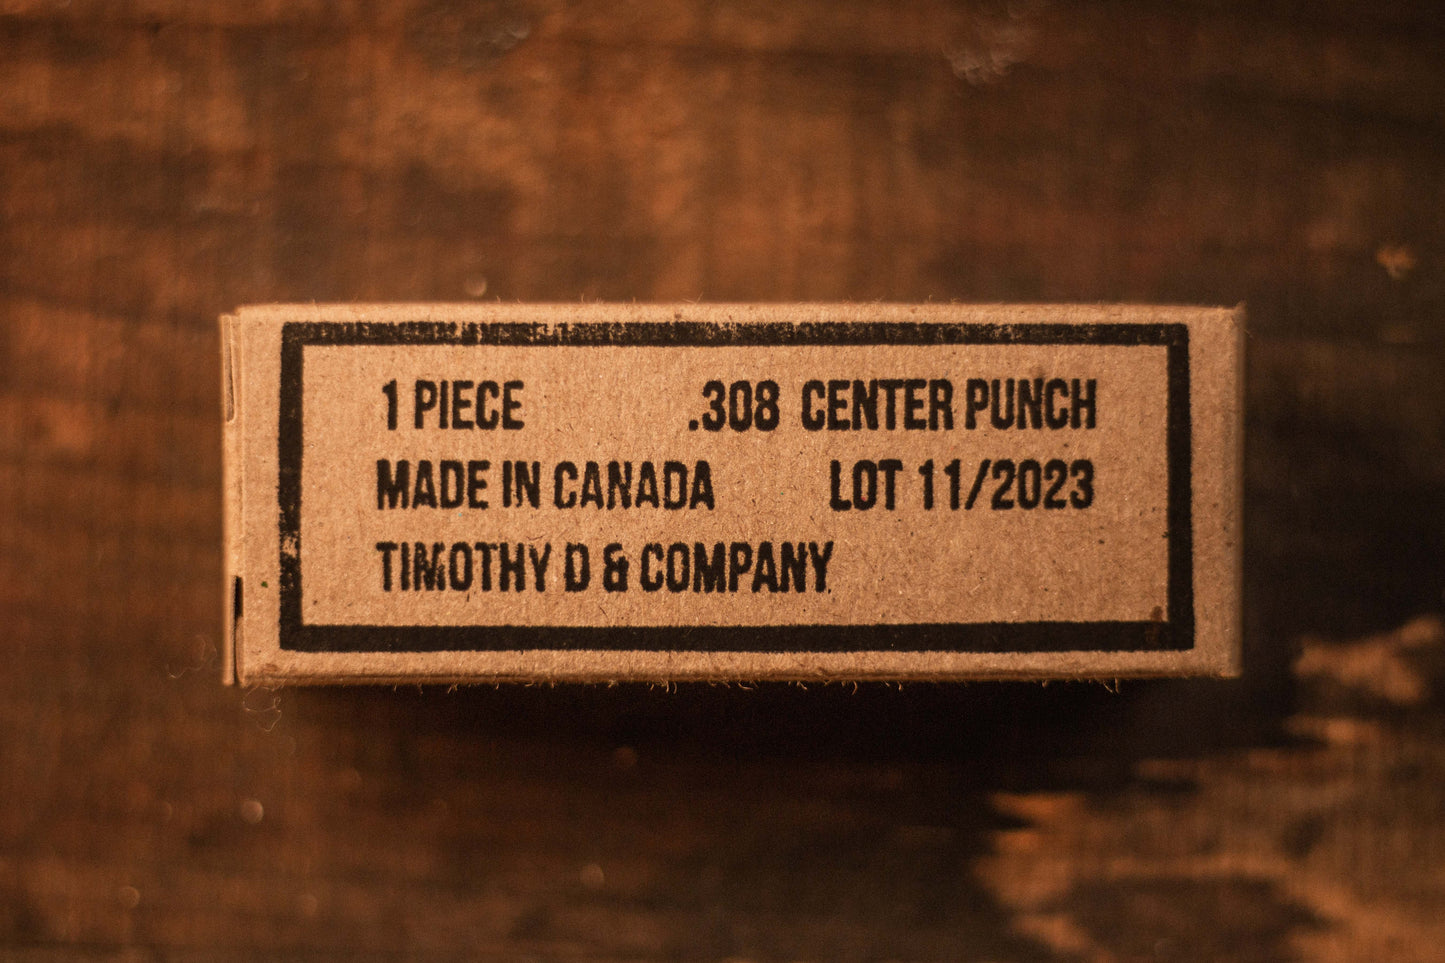 1 PIECE .308 CENTER PUNCH
MADE IN CANADA LOT 11/2023
TIMOTHY D & COMPANY